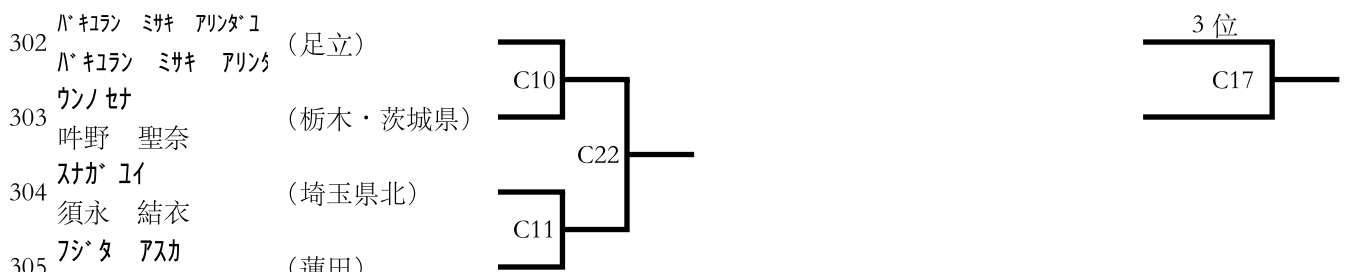 ﾊﾞｷｭﾗﾝ　ﾐｻｷ　ｱﾘﾝﾀﾞﾕ
302 （足立）
ﾊﾞｷｭﾗﾝ　ﾐｻｷ　ｱﾘﾝﾀ
C10
ｳﾝﾉ ｾﾅ
303 （栃木・茨城県）
吽野　聖奈
C22
ｽﾅｶﾞ ﾕｲ
304 （埼玉県北）
須永　結衣
C11
ﾌｼﾞﾀ　ｱｽｶ
305 （蓮田）
3 位
C17